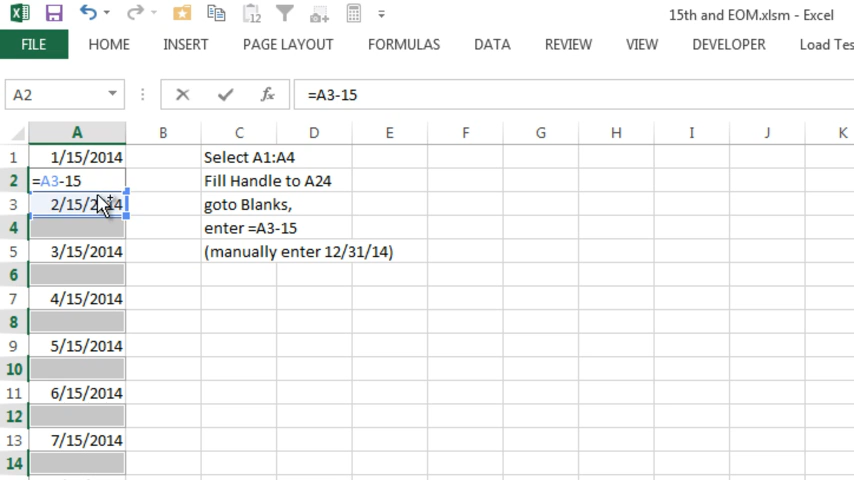 12
15th and EOM.xlsm - Excel
FILE HOME INSERT PAGE LAYOUT FORMULAS DATA REVIEW VIEW DEVELOPER Load Tes
A2 fx =A3-15
A B C D E F G H I J K
1 1/15/2014 Select A1:A4
2 =A3-15 Fill Handle to A24
3 2/15/2014 goto Blanks,
4 enter =A3-15
5 3/15/2014 (manually enter 12/31/14)
6
7 4/15/2014
8
9 5/15/2014
10
11 6/15/2014
12
13 7/15/2014
14